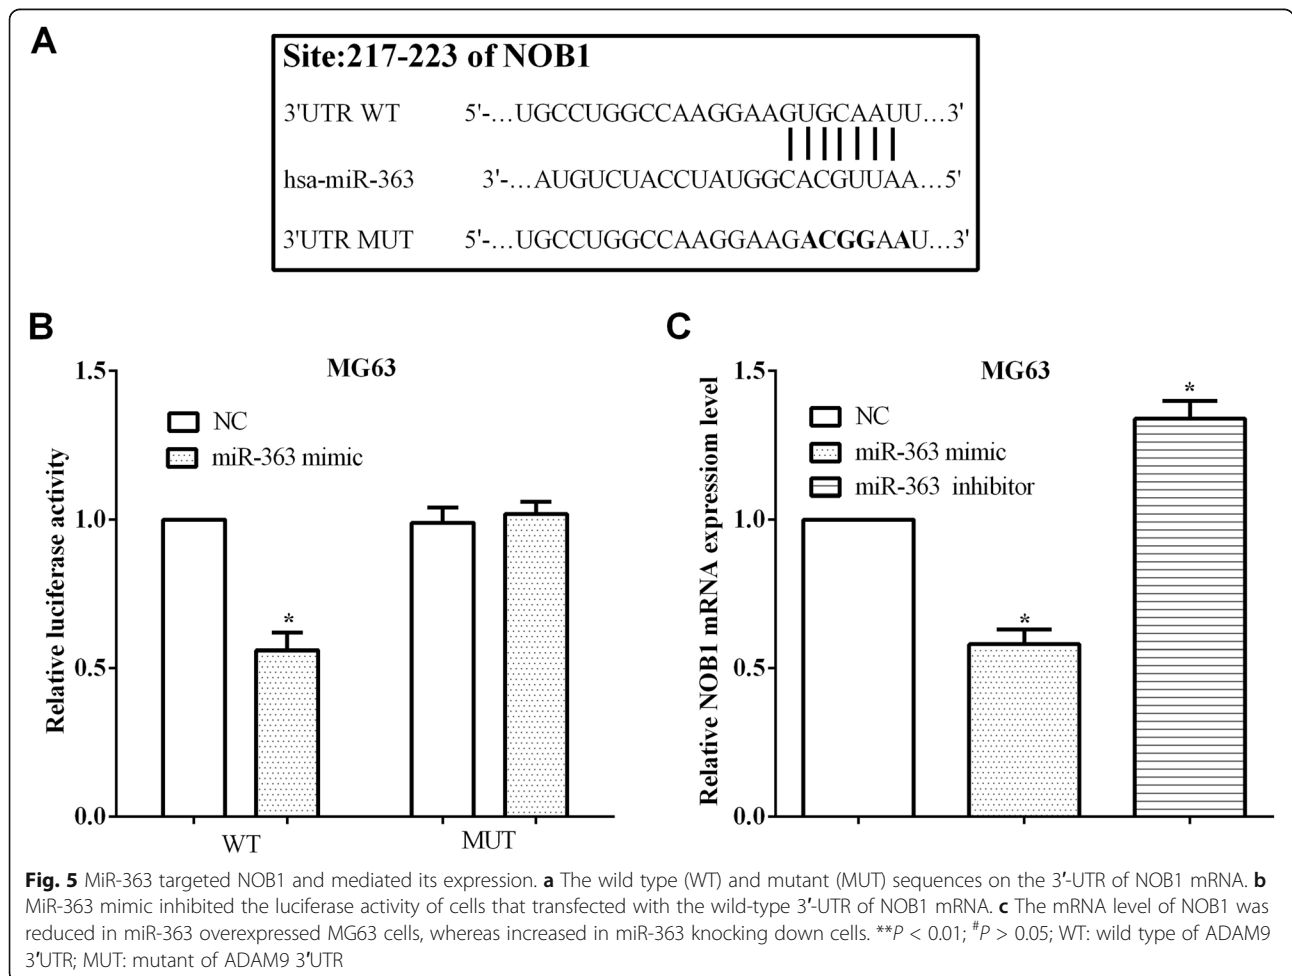 A
Site:217-223 of NOB1
3'UTR WT 5'-...UGCCUGGCCAAGGAAGUGCAAUU...3'
hsa-miR-363 3'-...AUGUCUACCUAUGGCACGUUAA...5'
3'UTR MUT 5'-...UGCCUGGCCAAGGAAGACGGAAU...3'
B
MG63
Relative luciferase activity
1.5
1.0
0.5
0.0
NC
miR-363 mimic
*
WT
MUT
C
MG63
Relative NOB1 mRNA expression level
1.5
1.0
0.5
0.0
NC
miR-363 mimic
miR-363 inhibitor
*
*
Fig. 5 MiR-363 targeted NOB1 and mediated its expression. a The wild type (WT) and mutant (MUT) sequences on the 3′-UTR of NOB1 mRNA. b
MiR-363 mimic inhibited the luciferase activity of cells that transfected with the wild-type 3′-UTR of NOB1 mRNA. c The mRNA level of NOB1 was
reduced in miR-363 overexpressed MG63 cells, whereas increased in miR-363 knocking down cells. **P < 0.01; #P > 0.05; WT: wild type of ADAM9
3′UTR; MUT: mutant of ADAM9 3′UTR